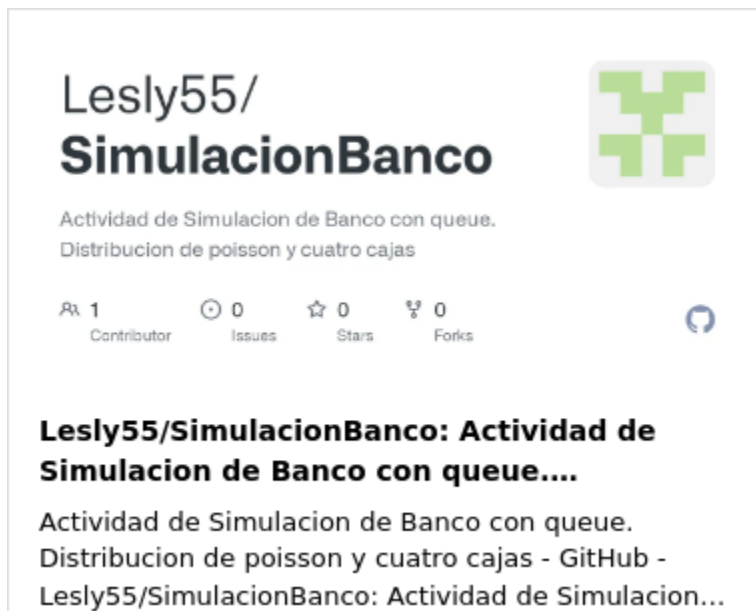 Lesly55/
SimulacionBanco
Actividad de Simulacion de Banco con queue.
Distribucion de poisson y cuatro cajas
1
Contributor
0
Issues
0
Stars
0
Forks
Lesly55/SimulacionBanco: Actividad de
Simulacion de Banco con queue....
Actividad de Simulacion de Banco con queue.
Distribucion de poisson y cuatro cajas - GitHub -
Lesly55/SimulacionBanco: Actividad de Simulacion...